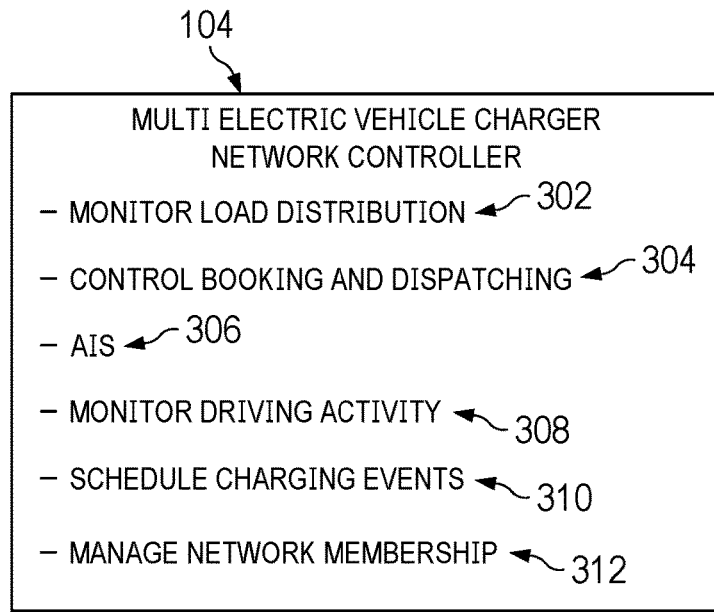 104
MULTI ELECTRIC VEHICLE CHARGER
NETWORK CONTROLLER
– MONITOR LOAD DISTRIBUTION 302
– CONTROL BOOKING AND DISPATCHING 304
– AIS 306
– MONITOR DRIVING ACTIVITY 308
– SCHEDULE CHARGING EVENTS 310
– MANAGE NETWORK MEMBERSHIP 312